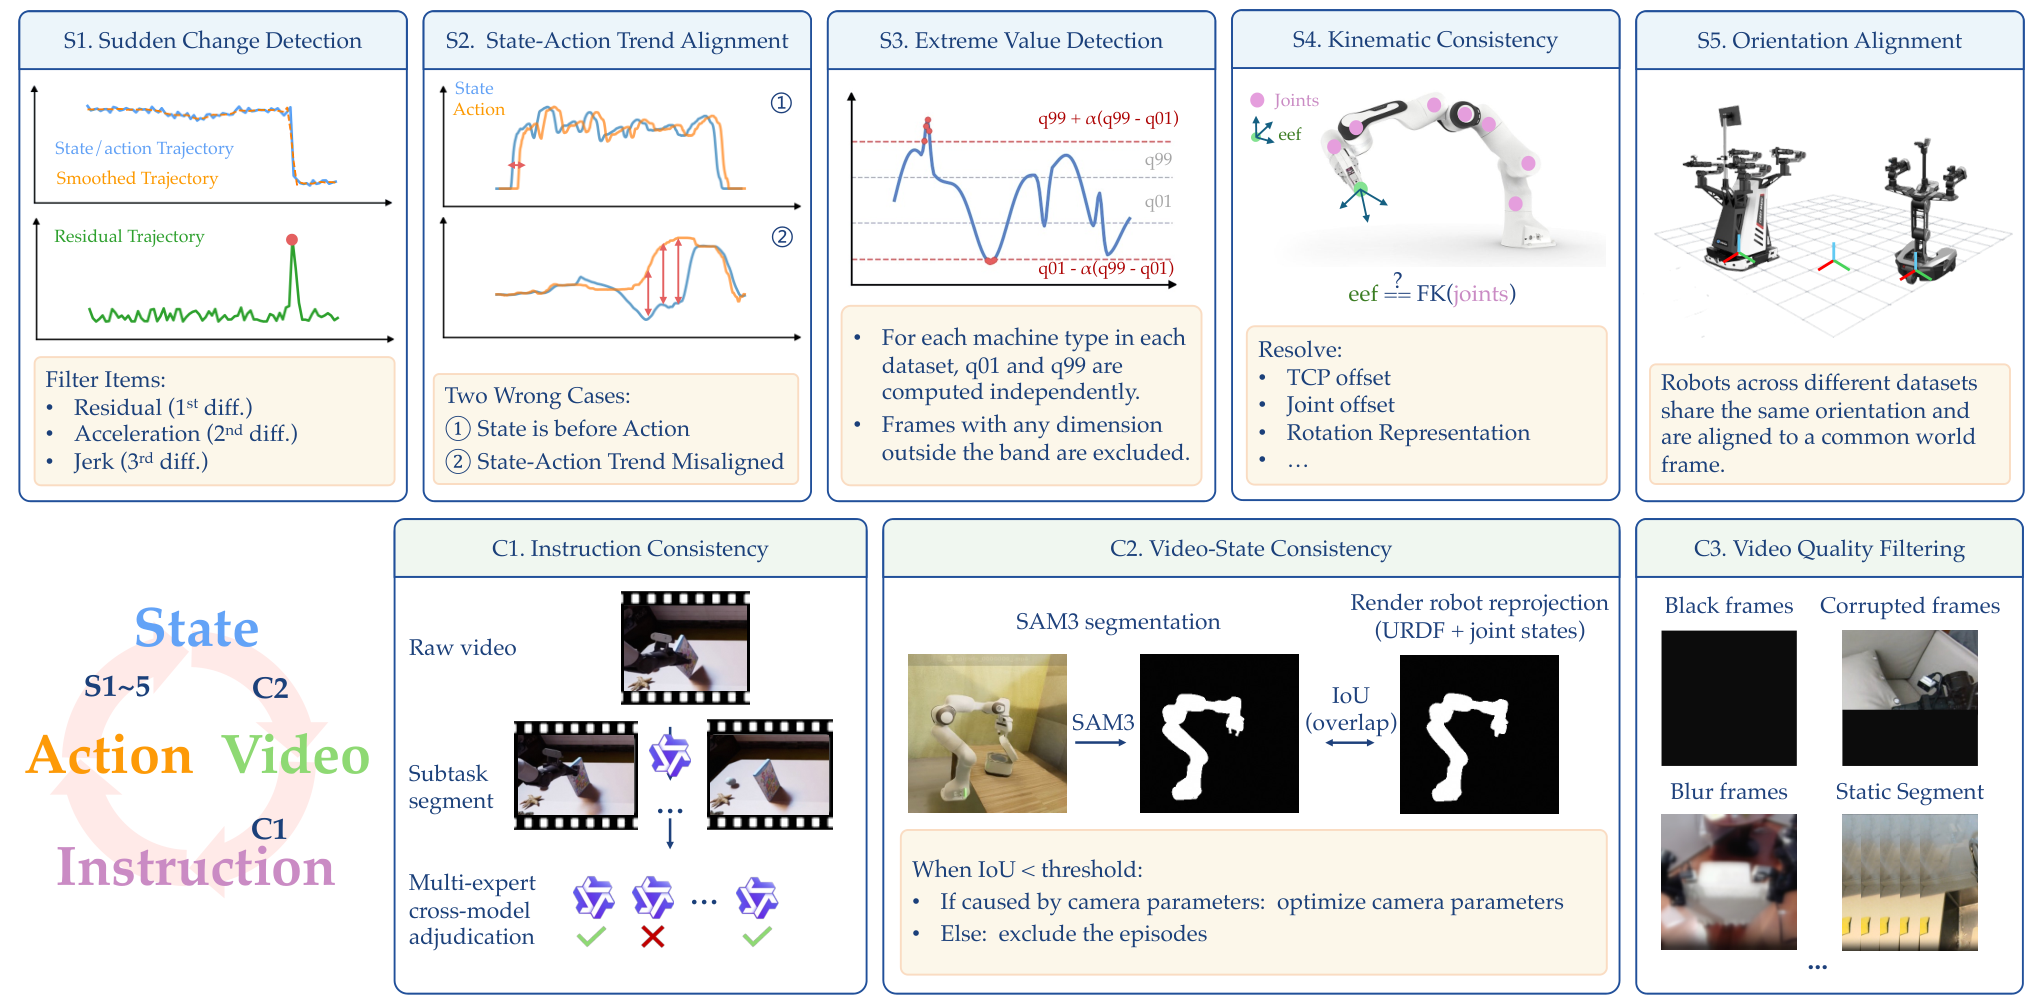 S1. Sudden Change Detection
State/action Trajectory
Smoothed Trajectory
Residual Trajectory
Filter Items:
• Residual (1st diff.)
• Acceleration (2nd diff.)
• Jerk (3rd diff.)
S2. State-Action Trend Alignment
State
Action
①
②
Two Wrong Cases:
① State is before Action
② State-Action Trend Misaligned
S3. Extreme Value Detection
q99 + α(q99 - q01)
q99
q01
q01 - α(q99 - q01)
• For each machine type in each
dataset, q01 and q99 are
computed independently.
• Frames with any dimension
outside the band are excluded.
S4. Kinematic Consistency
Joints
eef
?
eef == FK(joints)
Resolve:
• TCP offset
• Joint offset
• Rotation Representation
• …
S5. Orientation Alignment
Robots across different datasets
share the same orientation and
are aligned to a common world
frame.
State
S1~5
C2
Action
Video
C1
Instruction
C1. Instruction Consistency
Raw video
Subtask
segment
...
Multi-expert
cross-model
adjudication
...
C2. Video-State Consistency
SAM3 segmentation
Render robot reprojection
(URDF + joint states)
SAM3
IoU
(overlap)
When IoU < threshold:
• If caused by camera parameters: optimize camera parameters
• Else: exclude the episodes
C3. Video Quality Filtering
Black frames
Corrupted frames
Blur frames
Static Segment
...